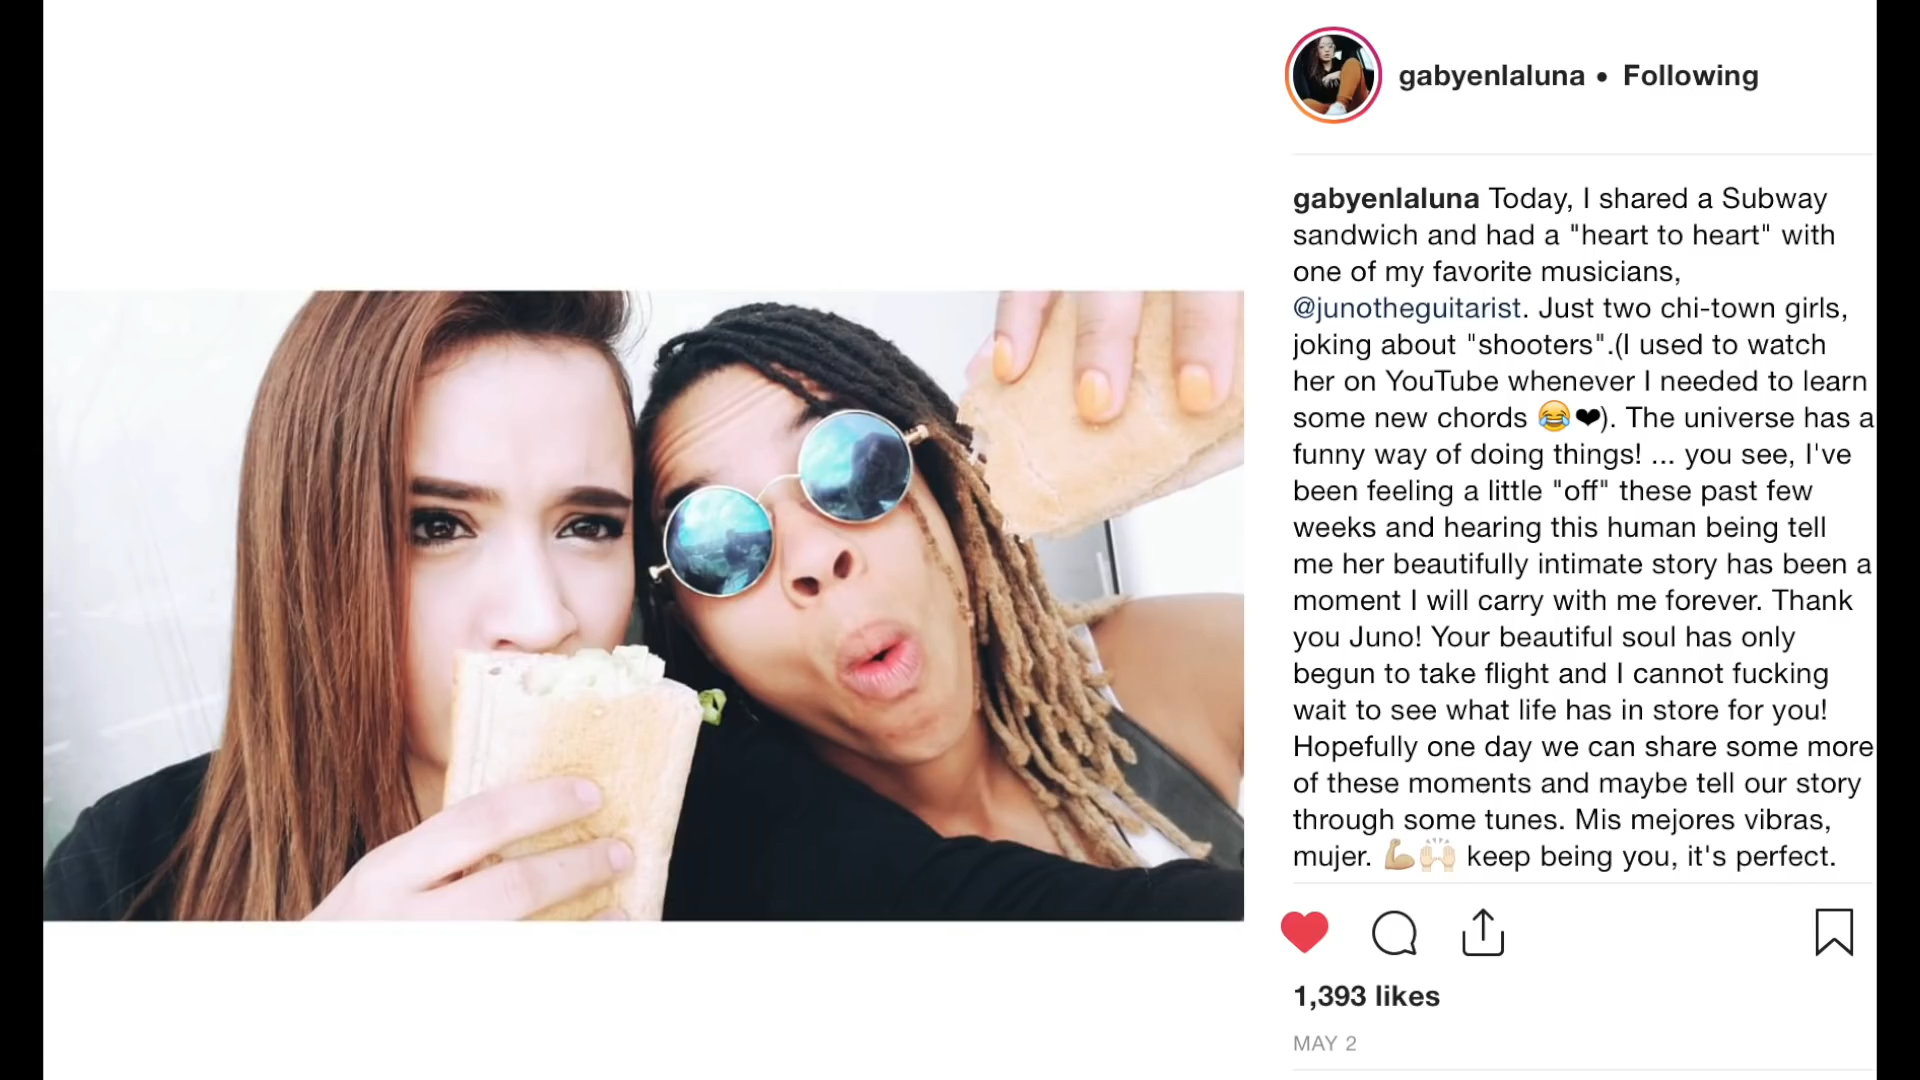 gabyenlaluna • Following
gabyenlaluna Today, I shared a Subway
sandwich and had a "heart to heart" with
one of my favorite musicians,
@junotheguitarist. Just two chi-town girls,
joking about "shooters".(I used to watch
her on YouTube whenever I needed to learn
some new chords 😂❤). The universe has a
funny way of doing things! ... you see, I've
been feeling a little "off" these past few
weeks and hearing this human being tell
me her beautifully intimate story has been a
moment I will carry with me forever. Thank
you Juno! Your beautiful soul has only
begun to take flight and I cannot fucking
wait to see what life has in store for you!
Hopefully one day we can share some more
of these moments and maybe tell our story
through some tunes. Mis mejores vibras,
mujer. 💪🏼🙌🏻 keep being you, it's perfect.
1,393 likes
MAY 2